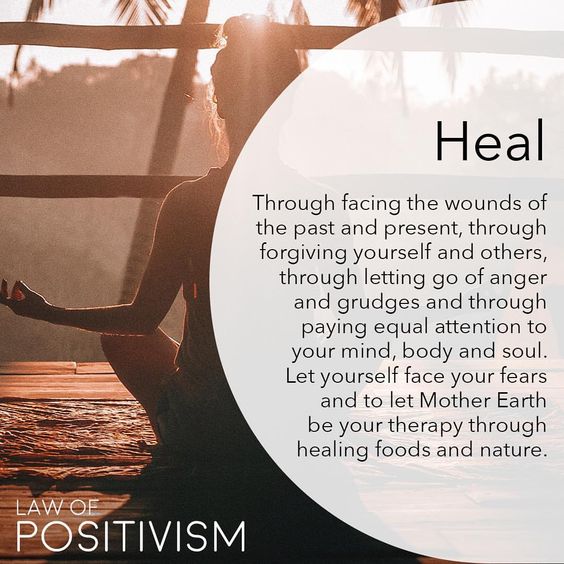 Heal
Through facing the wounds of
the past and present, through
forgiving yourself and others,
through letting go of anger
and grudges and through
paying equal attention to
your mind, body and soul.
Let yourself face your fears
and to let Mother Earth
be your therapy through
healing foods and nature.
LAW OF
POSITIVISM